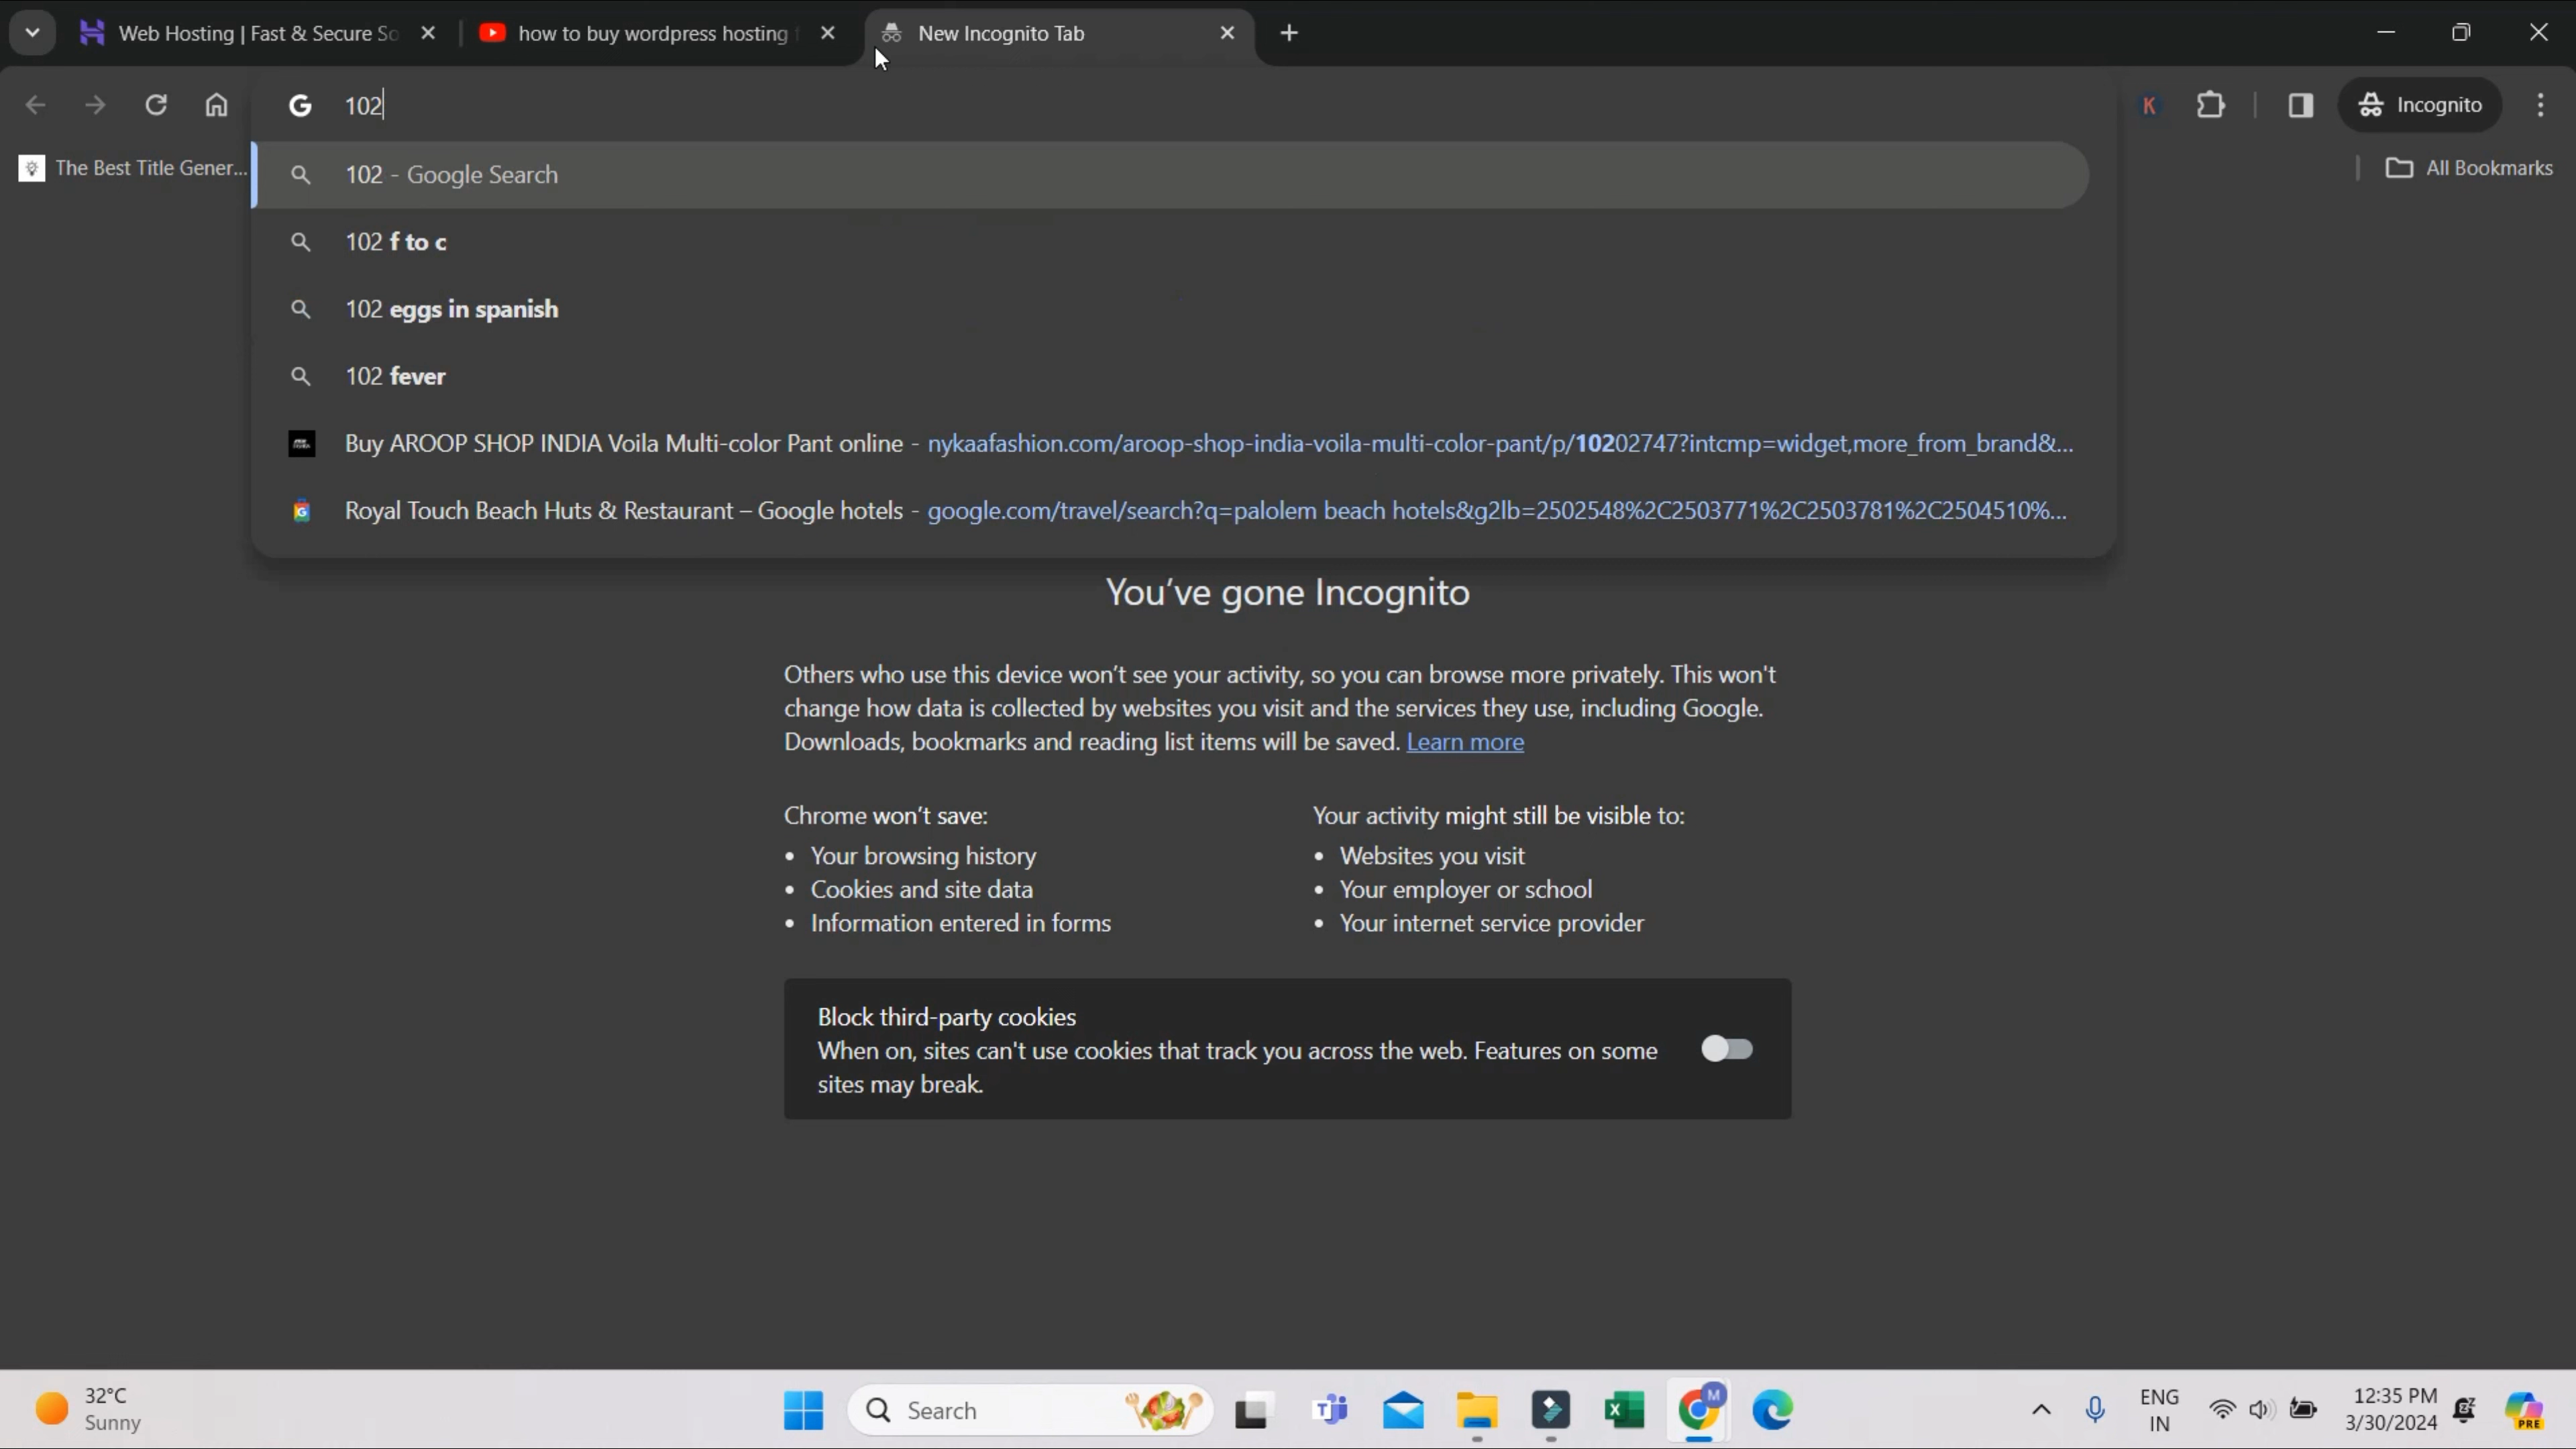 Web Hosting | Fast & Secure So
how to buy wordpress hosting
New Incognito Tab
102
K
Incognito
The Best Title Gener...
All Bookmarks
102 - Google Search
102 f to c
102 eggs in spanish
102 fever
Buy AROOP SHOP INDIA Voila Multi-color Pant online - nykaafashion.com/aroop-shop-india-voila-multi-color-pant/p/10202747?intcmp=widget,more_from_brand&...
Royal Touch Beach Huts & Restaurant – Google hotels - google.com/travel/search?q=palolem beach hotels&g2lb=2502548%2C2503771%2C2503781%2C2504510%...
You've gone Incognito
Others who use this device won't see your activity, so you can browse more privately. This won't
change how data is collected by websites you visit and the services they use, including Google.
Downloads, bookmarks and reading list items will be saved. Learn more
Chrome won't save:
• Your browsing history
• Cookies and site data
• Information entered in forms
Your activity might still be visible to:
• Websites you visit
• Your employer or school
• Your internet service provider
Block third-party cookies
When on, sites can't use cookies that track you across the web. Features on some
sites may break.
32°C
Sunny
Search
M
ENG
IN
12:35 PM
3/30/2024
PRE